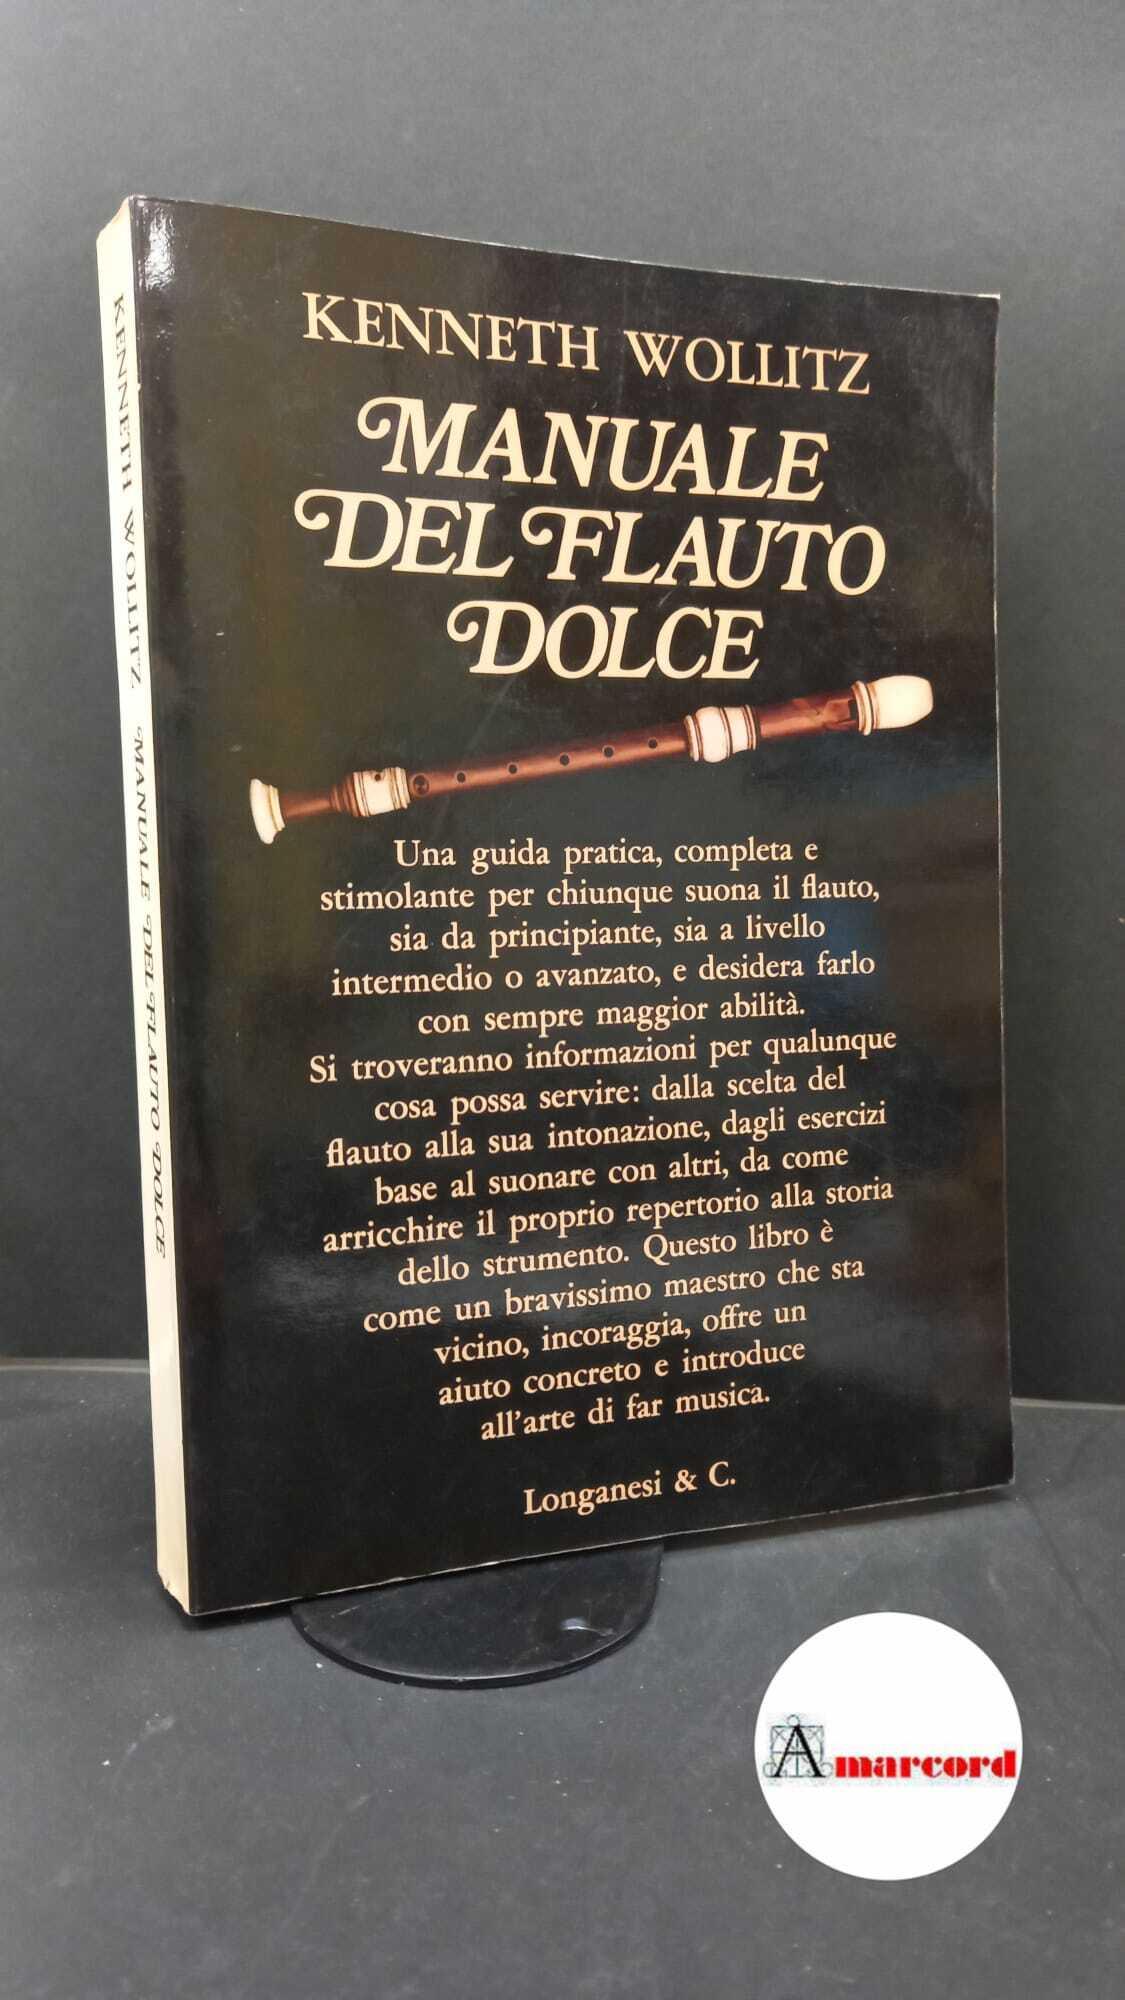 KENNETH WOLLITZ
MANUALE
DEL FLAUTO
DOLCE
Una guida pratica, completa e
stimolante per chiunque suona il flauto,
sia da principiante, sia a livello
intermedio o avanzato, e desidera farlo
con sempre maggior abilità.
Si troveranno informazioni per qualunque
cosa possa servire: dalla scelta del
flauto alla sua intonazione, dagli esercizi
base al suonare con altri, da come
arricchire il proprio repertorio alla storia
dello strumento. Questo libro è
come un bravissimo maestro che sta
vicino, incoraggia, offre un
aiuto concreto e introduce
all'arte di far musica.
Longanesi & C.
KENNETH WOLLITZ MANUALE DEL FLAUTO DOLCE
Amarcord